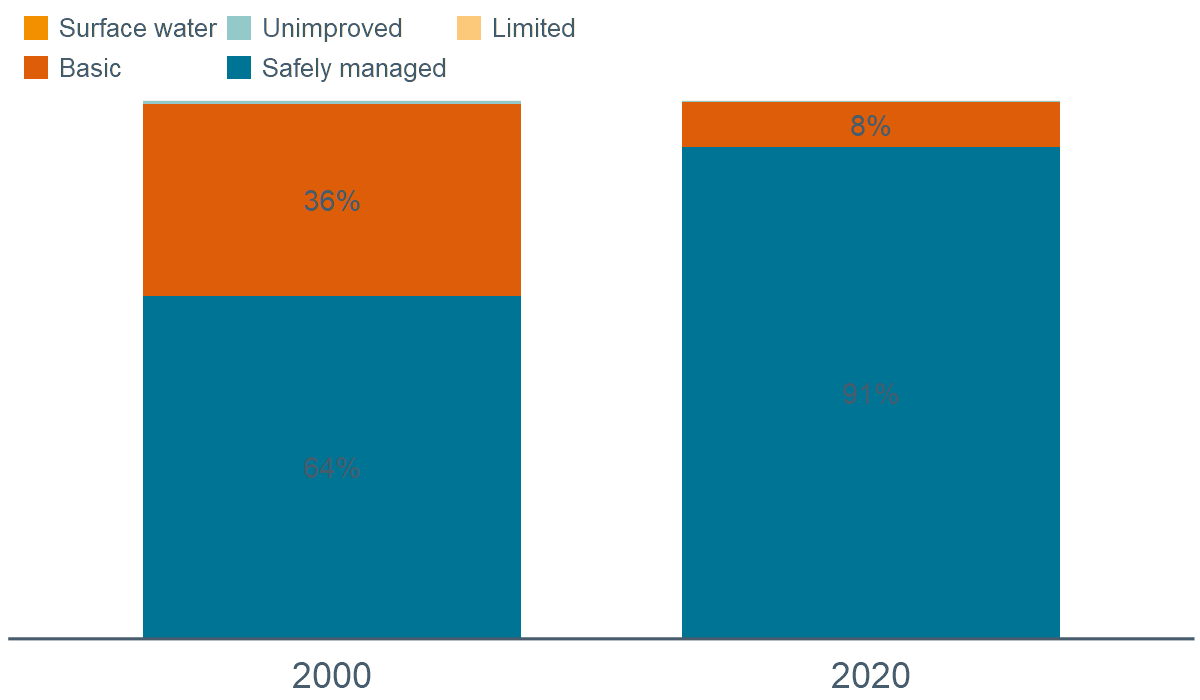 Surface water Unimproved Limited
Basic Safely managed
8%
36%
91%
64%
2000 2020